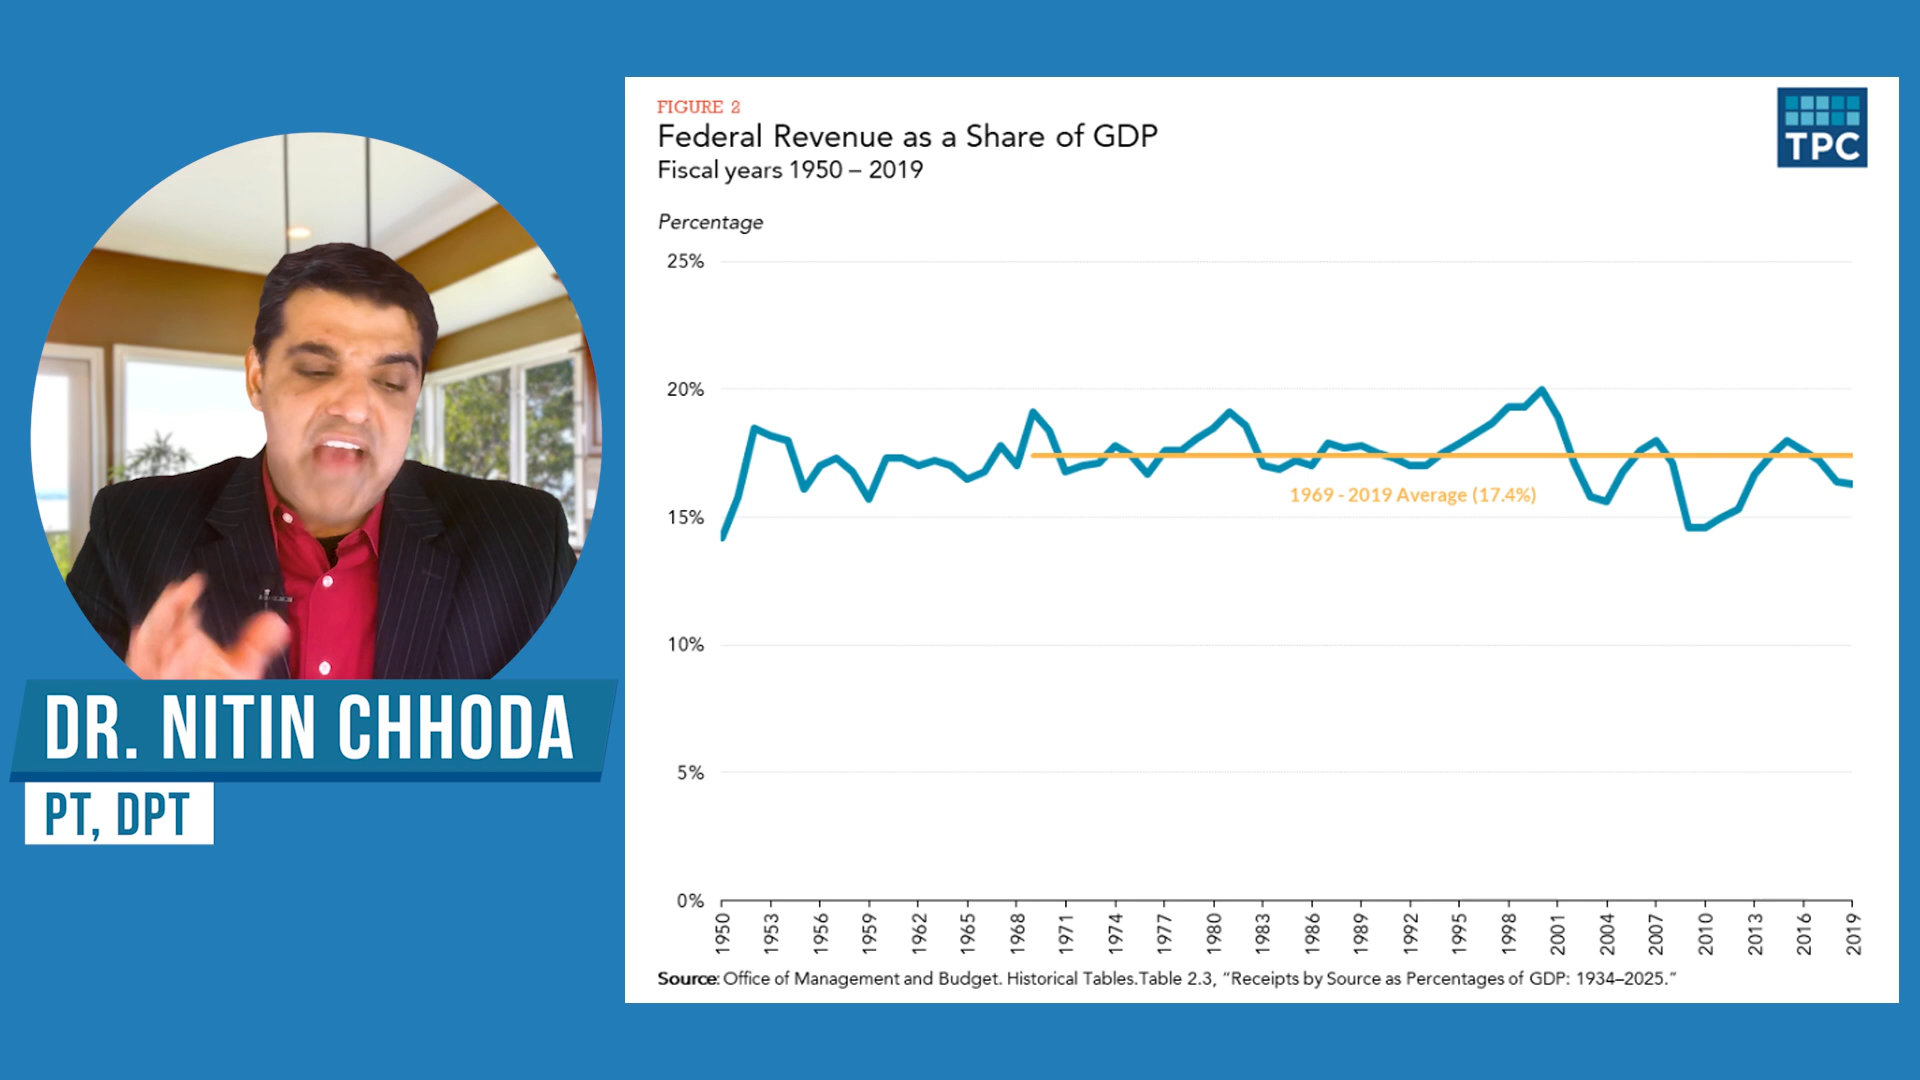 DR. NITIN CHHODA
PT, DPT
FIGURE 2
Federal Revenue as a Share of GDP
Fiscal years 1950 – 2019
TPC
Percentage
25%
20%
15%
10%
5%
0%
1969 - 2019 Average (17.4%)
1950 1953 1956 1959 1962 1965 1968 1971 1974 1977 1980 1983 1986 1989 1992 1995 1998 2001 2004 2007 2010 2013 2016 2019
Source: Office of Management and Budget. Historical Tables.Table 2.3, “Receipts by Source as Percentages of GDP: 1934–2025.”